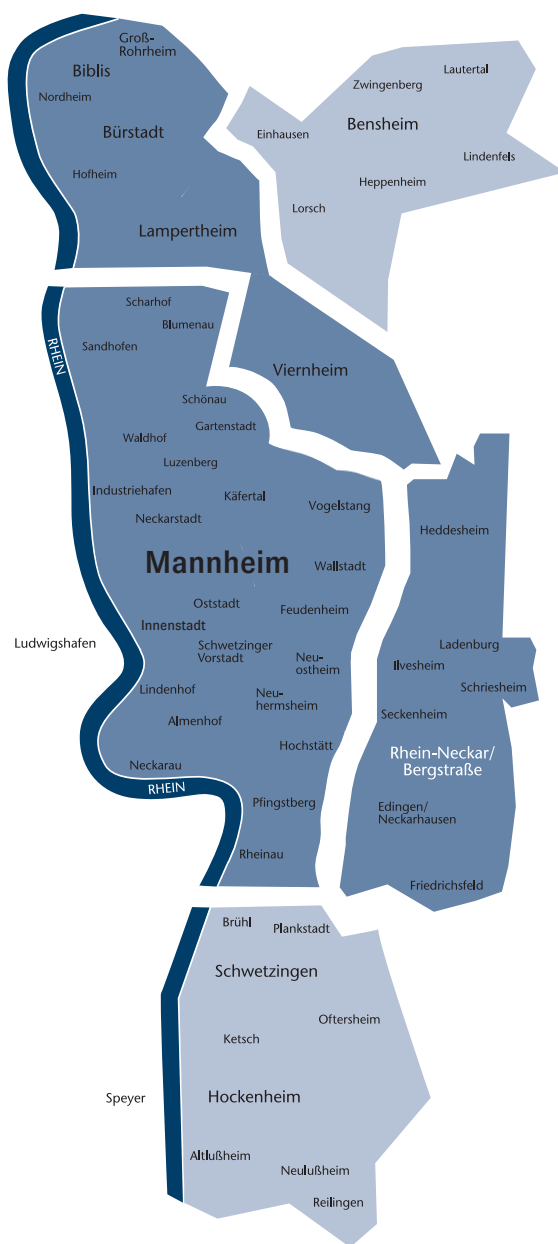 Groß-
Rohrheim
Biblis
Nordheim
Bürstadt
Hofheim
Lampertheim
Lautertal
Zwingenberg
Bensheim
Einhausen
Lindenfels
Heppenheim
Lorsch
Scharhof
Blumenau
RHEIN
Sandhofen
Viernheim
Schönau
Gartenstadt
Waldhof
Luzenberg
Industriehafen
Käfertal
Vogelstang
Neckarstadt
Heddesheim
Mannheim
Wallstadt
Oststadt
Feudenheim
Innenstadt
Ludwigshafen
Schwetzinger
Vorstadt
Neu-
ostheim
Ladenburg
Ilvesheim
Schriesheim
Lindenhof
Neu-
hermsheim
Seckenheim
Almenhof
Hochstätt
Rhein-Neckar/
Bergstraße
Neckarau
RHEIN
Pfingstberg
Edingen/
Neckarhausen
Rheinau
Friedrichsfeld
Brühl
Plankstadt
Schwetzingen
Oftersheim
Ketsch
Speyer
Hockenheim
Altlußheim
Neulußheim
Reilingen